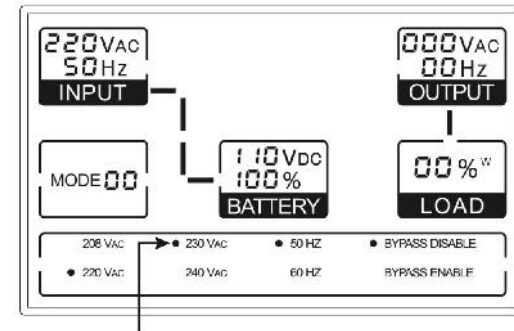 220VAC
50HZ
INPUT
000VAC
00HZ
OUTPUT
MODE00
110VDC
100%
BATTERY
00%W
LOAD
208 VAC
230 VAC
50 HZ
BYPASS DISABLE
220 VAC
240 VAC
60 HZ
BYPASS ENABLE